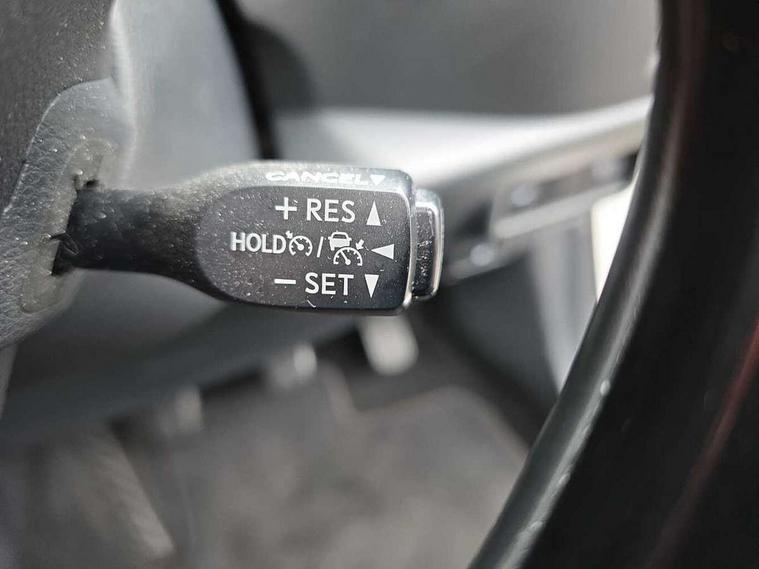 CANCEL▼
+ RES ▲
HOLD / ◀
− SET ▼